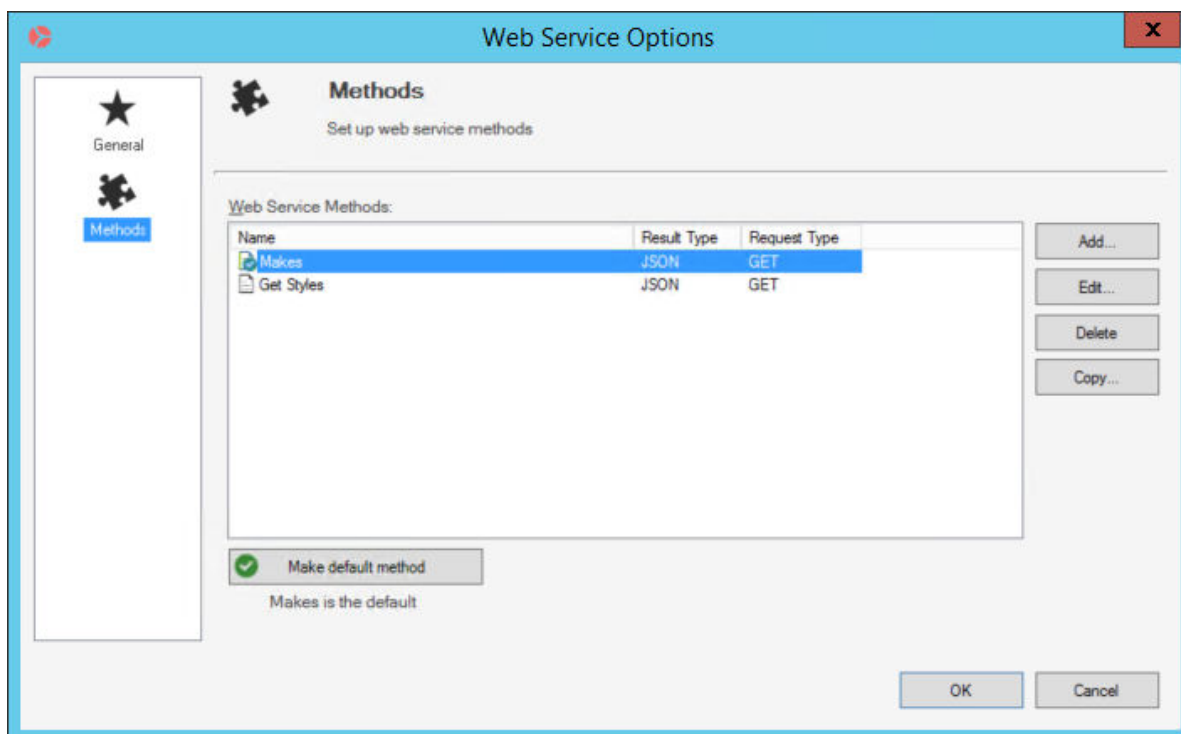 Web Service Options
x
General
Methods
Methods
Set up web service methods
Web Service Methods:
Name Result Type Request Type
Makes JSON GET
Get Styles JSON GET
Add...
Edit...
Delete
Copy...
Make default method
Makes is the default
OK Cancel